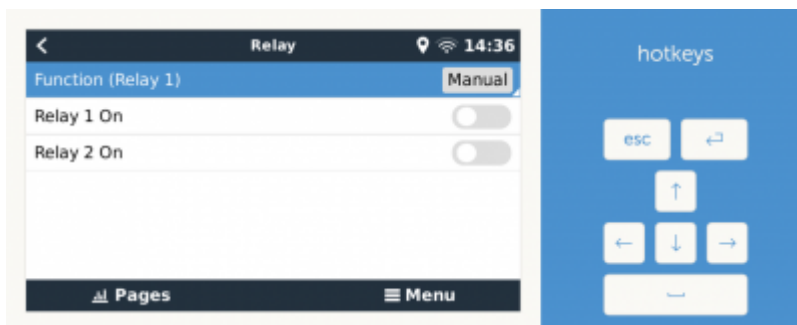 Relay 14:36
Function (Relay 1) Manual
Relay 1 On
Relay 2 On
Pages Menu
hotkeys
esc